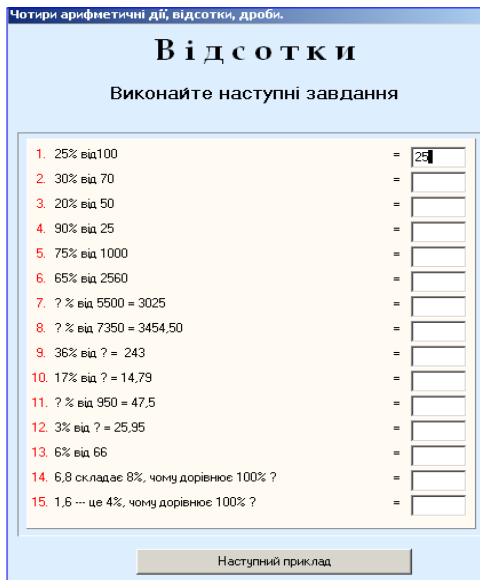 Чотири арифметичні дії, відсотки, дроби.
Відсотки
Виконайте наступні завдання
1. 25% від100 = 25
2. 30% від 70 =
3. 20% від 50 =
4. 90% від 25 =
5. 75% від 1000 =
6. 65% від 2560 =
7. ? % від 5500 = 3025 =
8. ? % від 7350 = 3454,50 =
9. 36% від ? = 243 =
10. 17% від ? = 14,79 =
11. ? % від 950 = 47,5 =
12. 3% від ? = 25,95 =
13. 6% від 66 =
14. 6,8 складає 8%, чому дорівнює 100% ? =
15. 1,6 --- це 4%, чому дорівнює 100% ? =
Наступний приклад